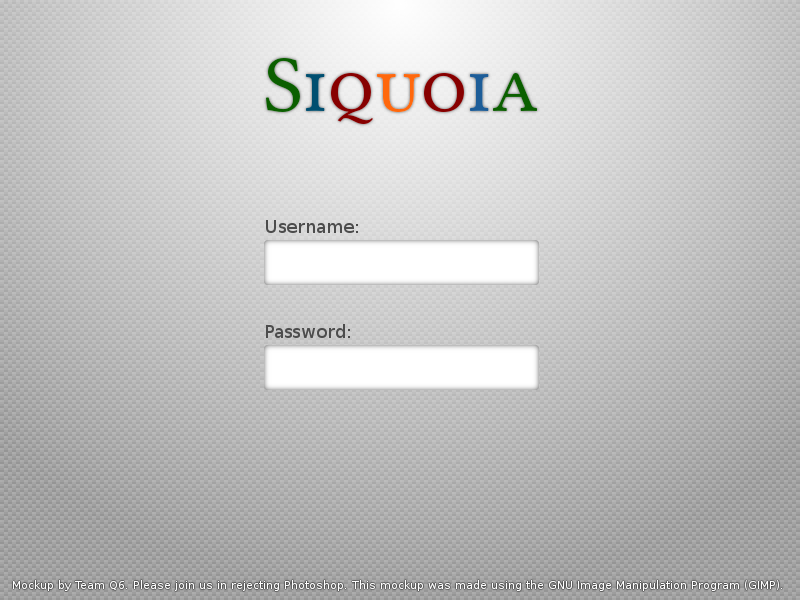 SIQUOIA
Username:
Password:
Mockup by Team Q6. Please join us in rejecting Photoshop. This mockup was made using the GNU Image Manipulation Program (GIMP).